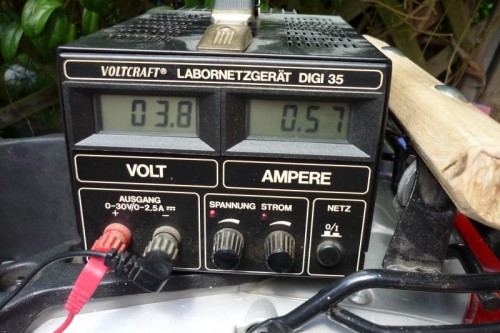 VOLTCRAFT® LABORNETZGERÄT DIGI 35
03.8 0.57
VOLT AMPERE
AUSGANG SPANNUNG STROM NETZ
0-30V/0-2,5A ⎓ 0/1
+ −